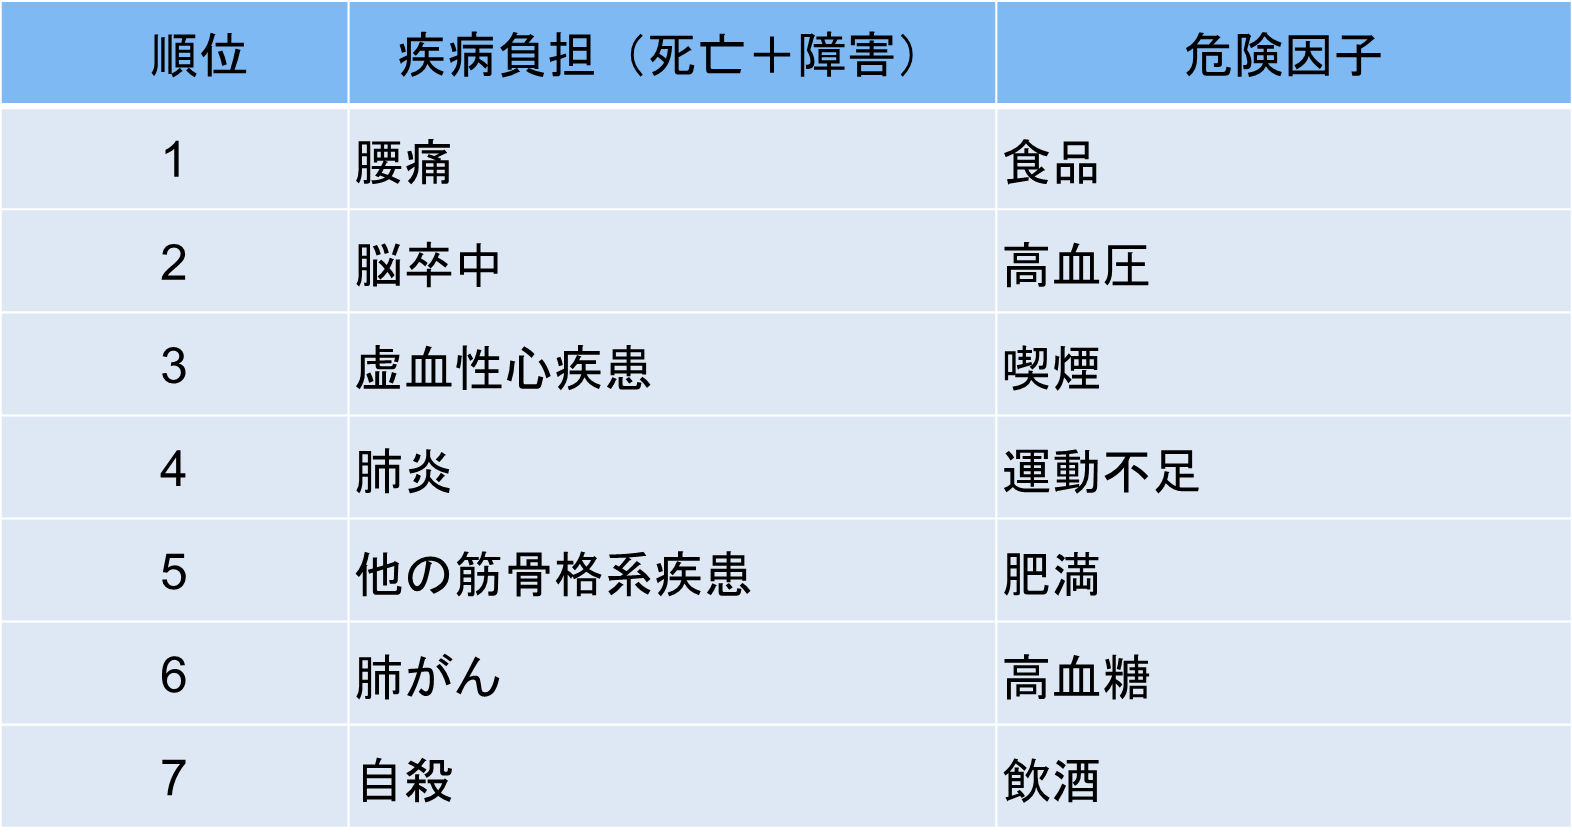 順位 疾病負担（死亡＋障害） 危険因子
1 腰痛 食品
2 脳卒中 高血圧
3 虚血性心疾患 喫煙
4 肺炎 運動不足
5 他の筋骨格系疾患 肥満
6 肺がん 高血糖
7 自殺 飲酒